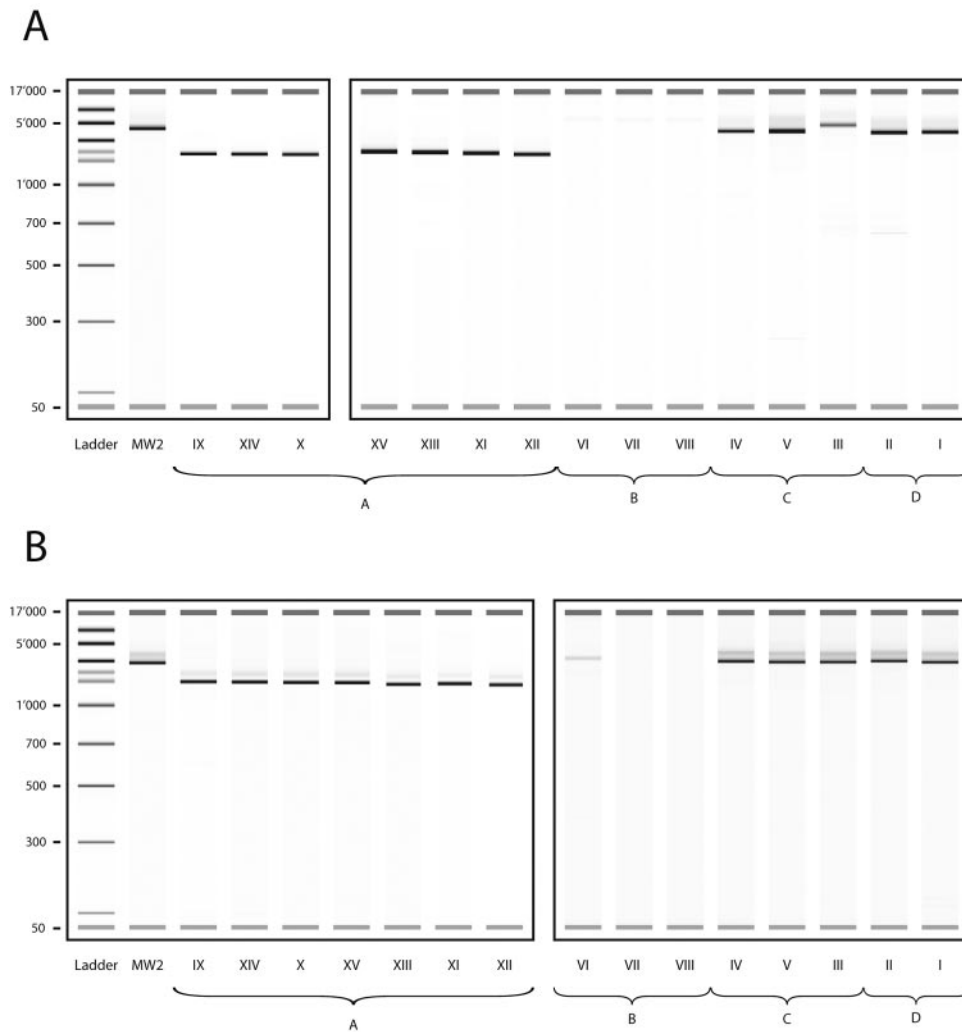 A
17'000
5'000
1'000
700
500
300
50
Ladder MW2 IX XIV X XV XIII XI XII VI VII VIII IV V III II I
A B C D
B
17'000
5'000
1'000
700
500
300
50
Ladder MW2 IX XIV X XV XIII XI XII VI VII VIII IV V III II I
A B C D